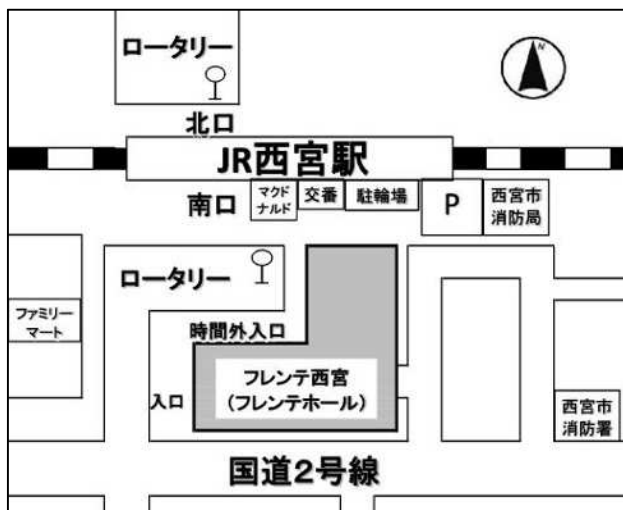 ロータリー
N
北口
JR西宮駅
南口
マクド
ナルド
交番
駐輪場
P
西宮市
消防局
ロータリー
ファミリー
マート
時間外入口
入口
フレンテ西宮
(フレンテホール)
西宮市
消防署
国道2号線